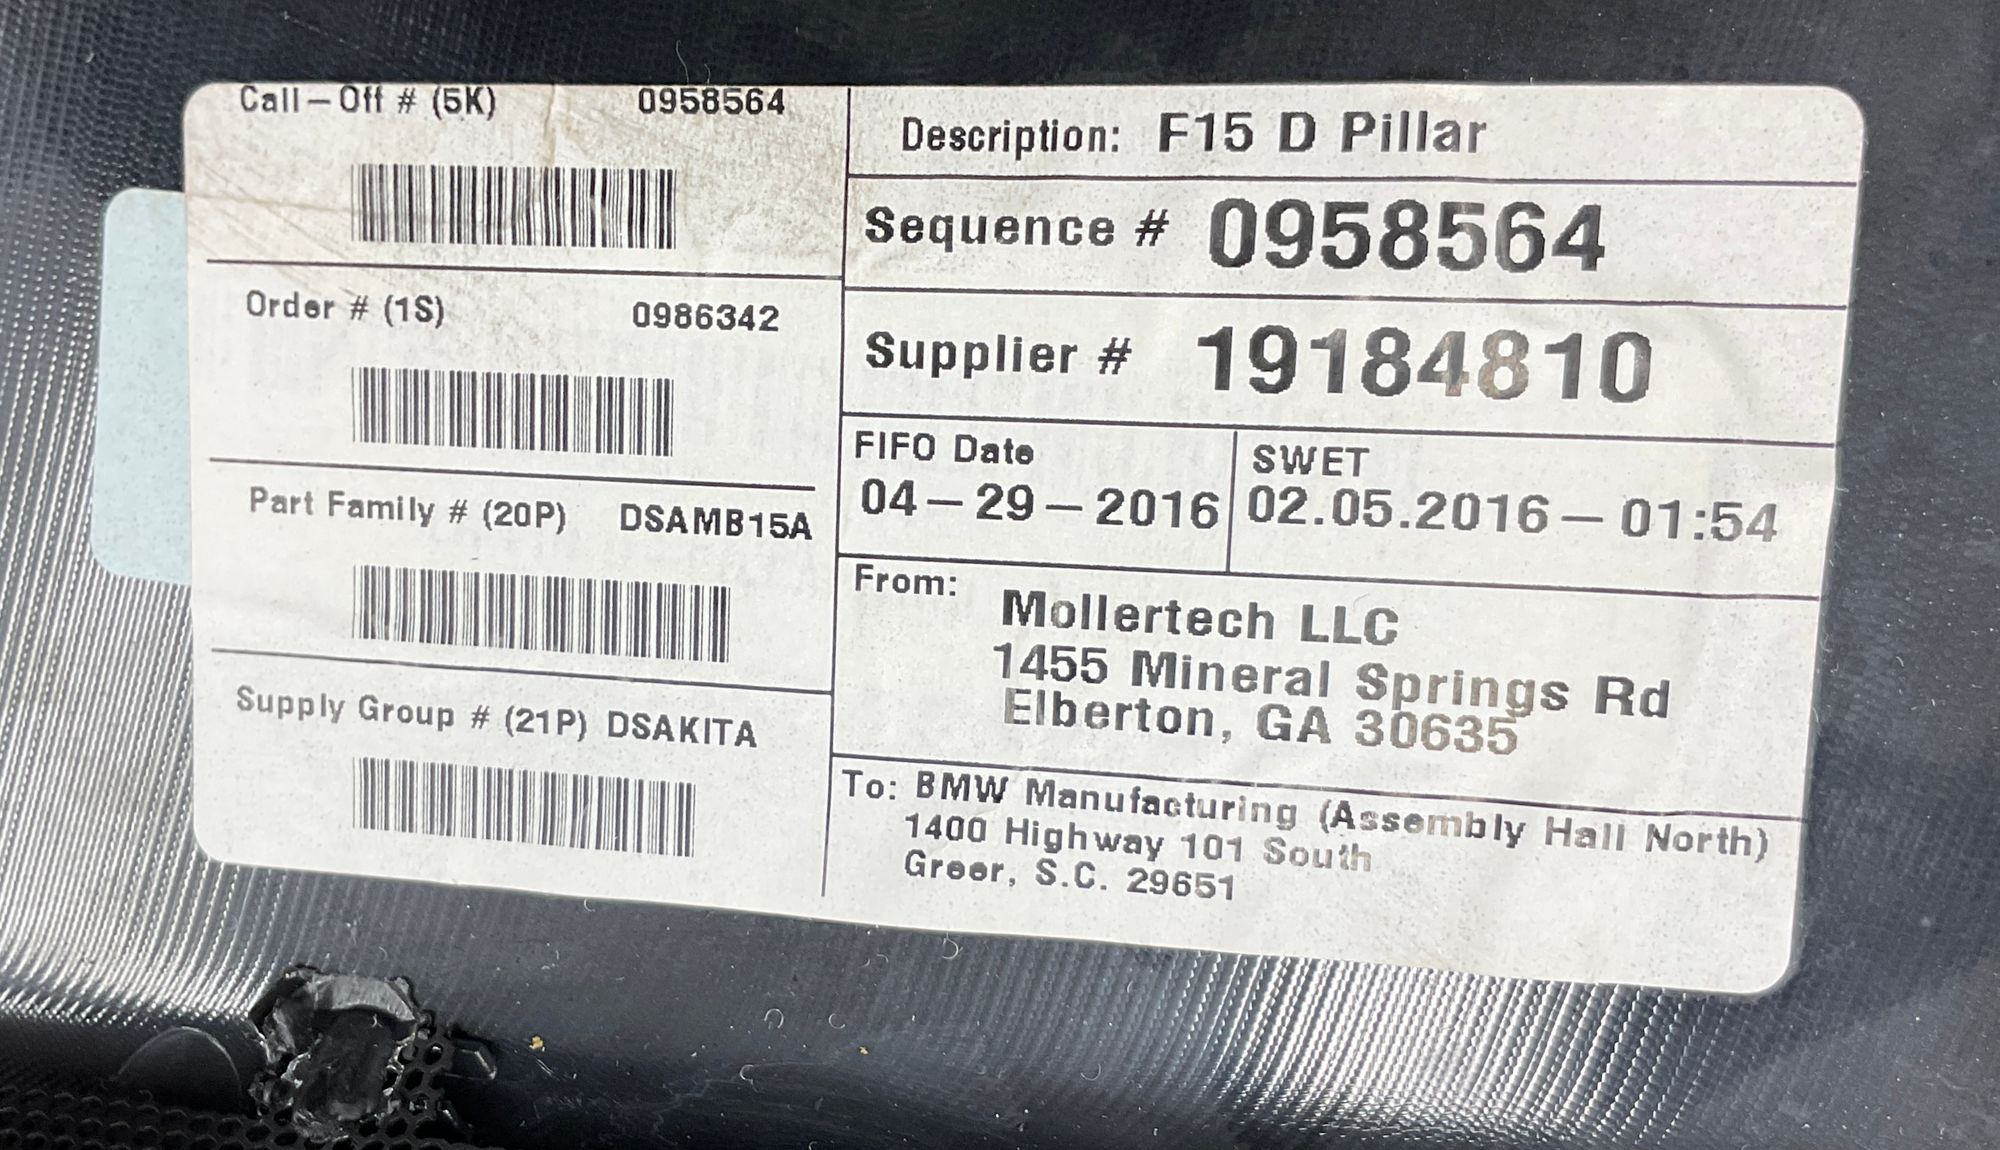 Call-Off # (5K) 0958564
Order # (1S) 0986342
Part Family # (20P) DSAMB15A
Supply Group # (21P) DSAKITA
Description: F15 D Pillar
Sequence # 0958564
Supplier # 19184810
FIFO Date
04-29-2016
SWET
02.05.2016-01:54
From:
Mollertech LLC
1455 Mineral Springs Rd
Elberton, GA 30635
To: BMW Manufacturing (Assembly Hall North)
1400 Highway 101 South
Greer, S.C. 29651